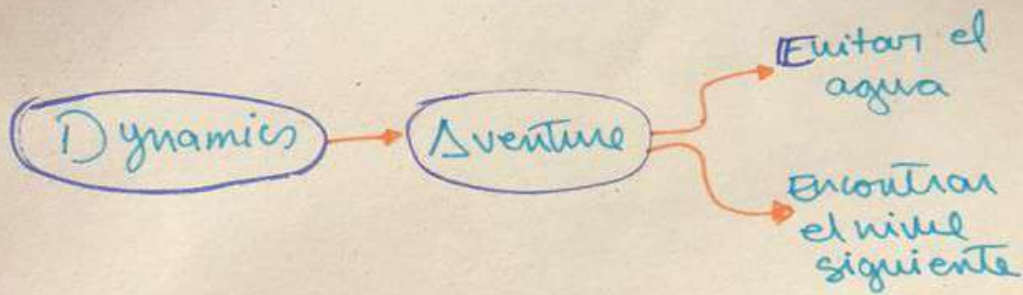 Dynamics
Aventure
Evitar el
agua
Encontrar
el nivel
siguiente